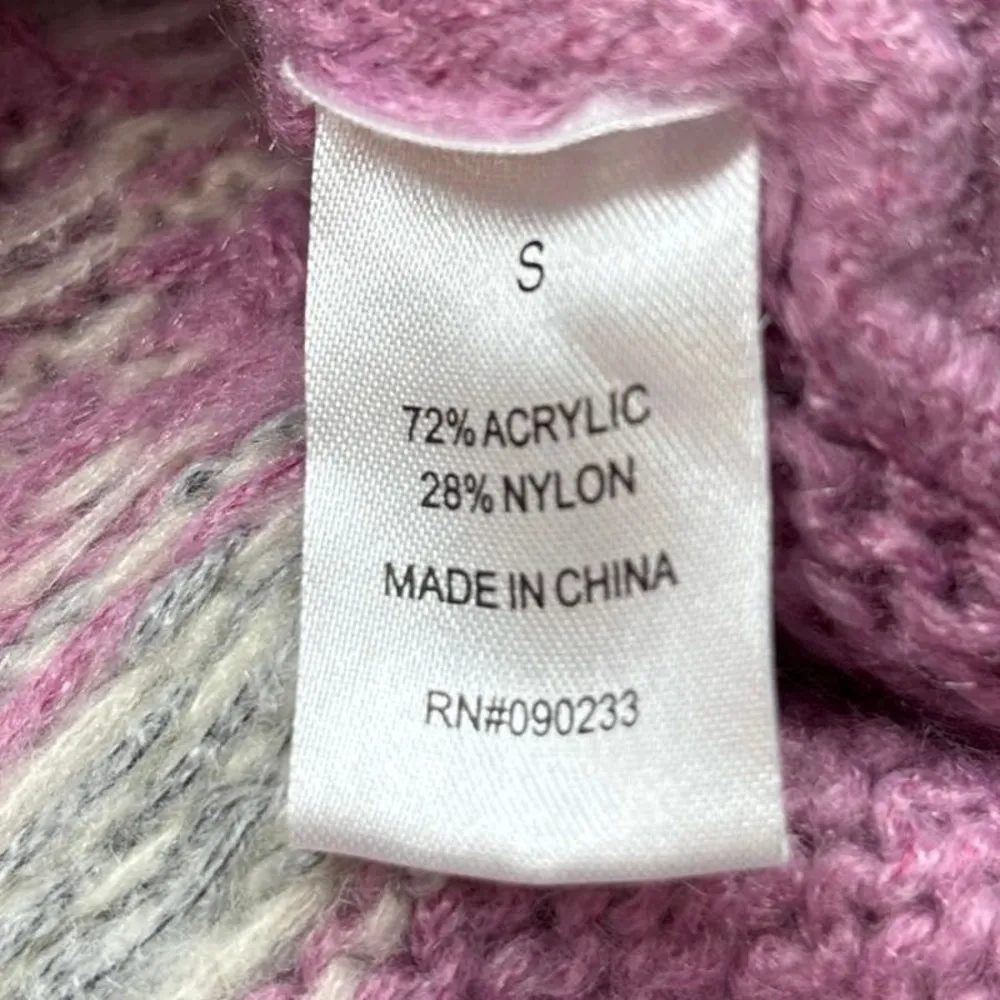 S
72% ACRYLIC
28% NYLON
MADE IN CHINA
RN#090233